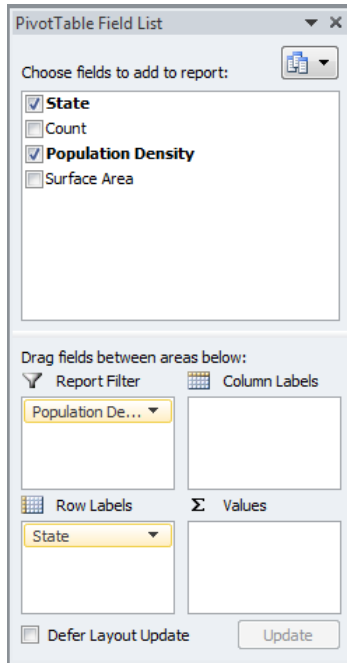 PivotTable Field List
Choose fields to add to report:
State
Count
Population Density
Surface Area
Drag fields between areas below:
Report Filter
Column Labels
Population De...
Row Labels
Σ Values
State
Defer Layout Update
Update